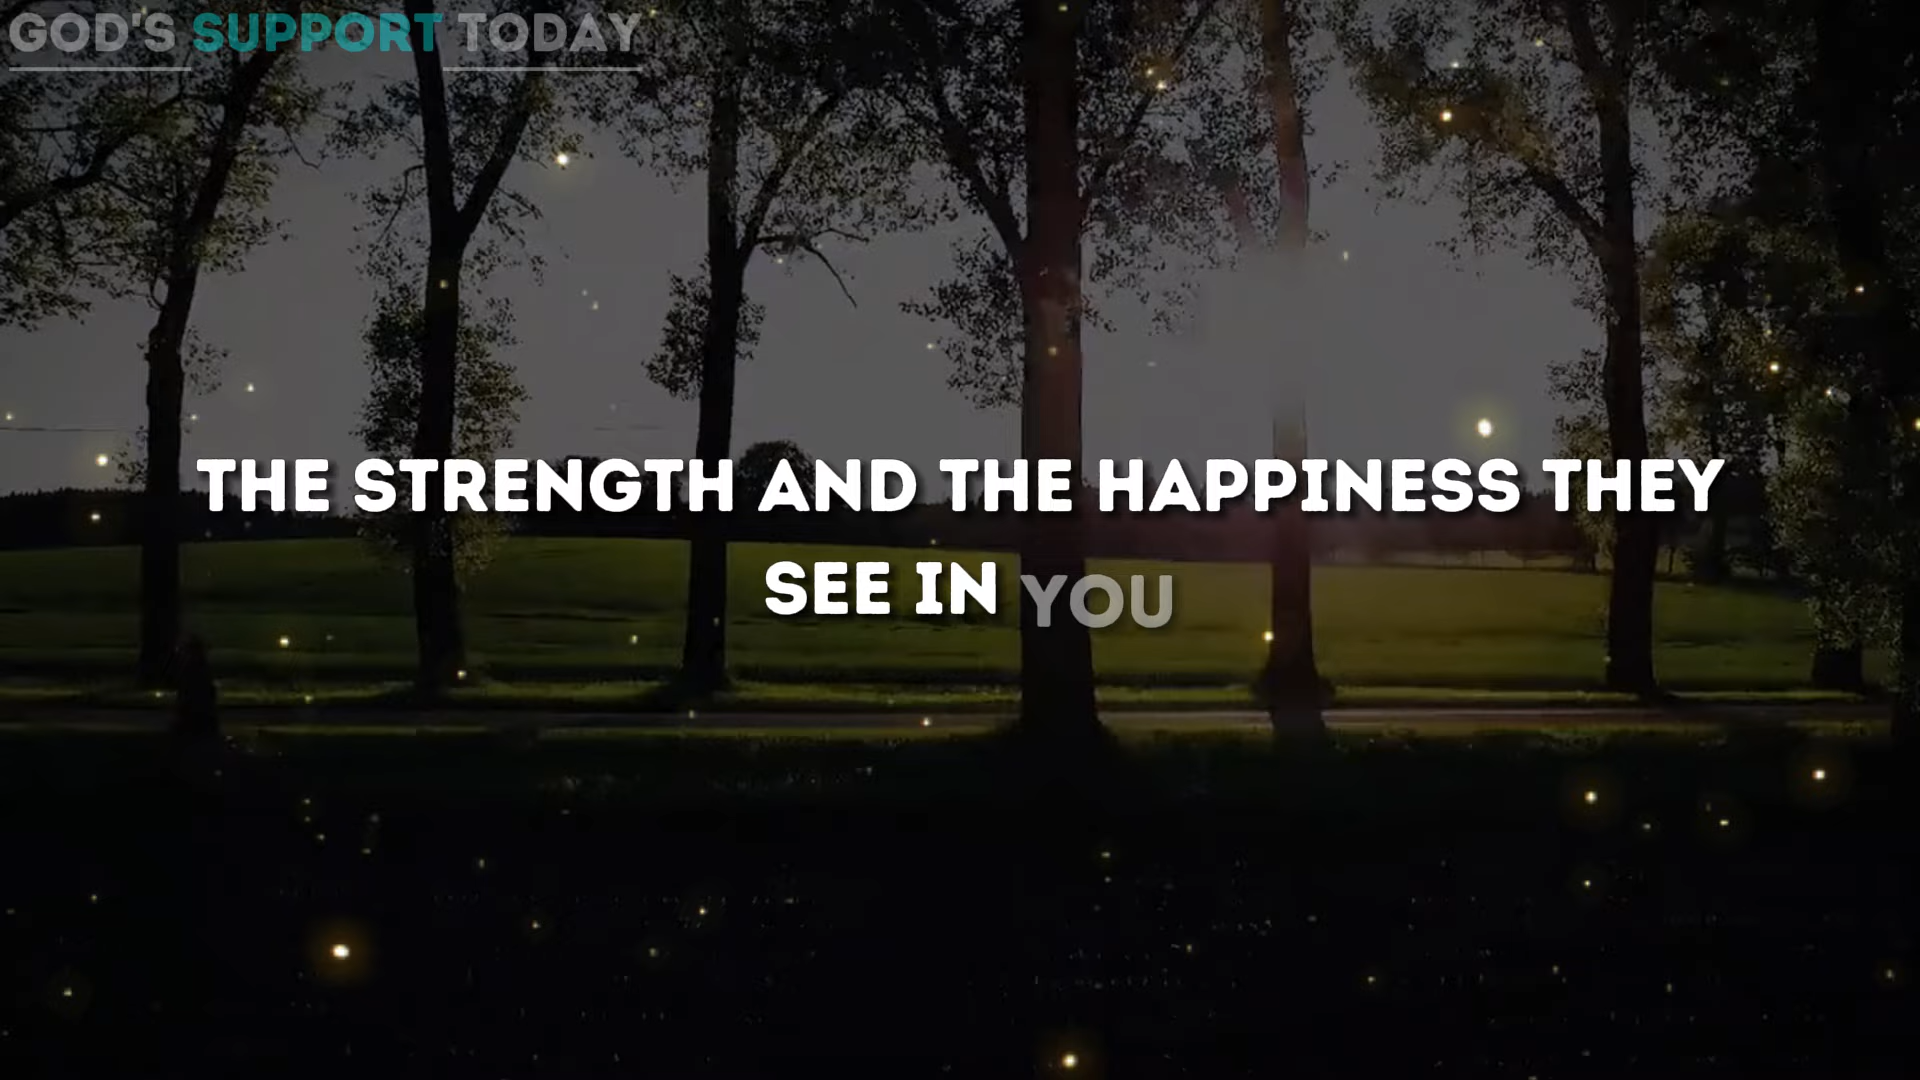 GOD'S SUPPORT TODAY
THE STRENGTH AND THE HAPPINESS THEY
SEE IN YOU